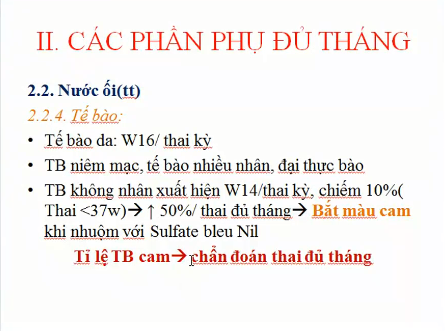 II. CÁC PHẦN PHỤ ĐỦ THÁNG
2.2. Nước ối(tt)
2.2.4. Tế bào:
• Tế bào da: W16/ thai kỳ
• TB niêm mạc, tế bào nhiều nhân, đại thực bào
• TB không nhân xuất hiện W14/thai kỳ, chiếm 10%(
Thai <37w)→ ↑ 50%/ thai đủ tháng→ Bắt màu cam
khi nhuộm với Sulfate bleu Nil
Tỉ lệ TB cam→ chẩn đoán thai đủ tháng